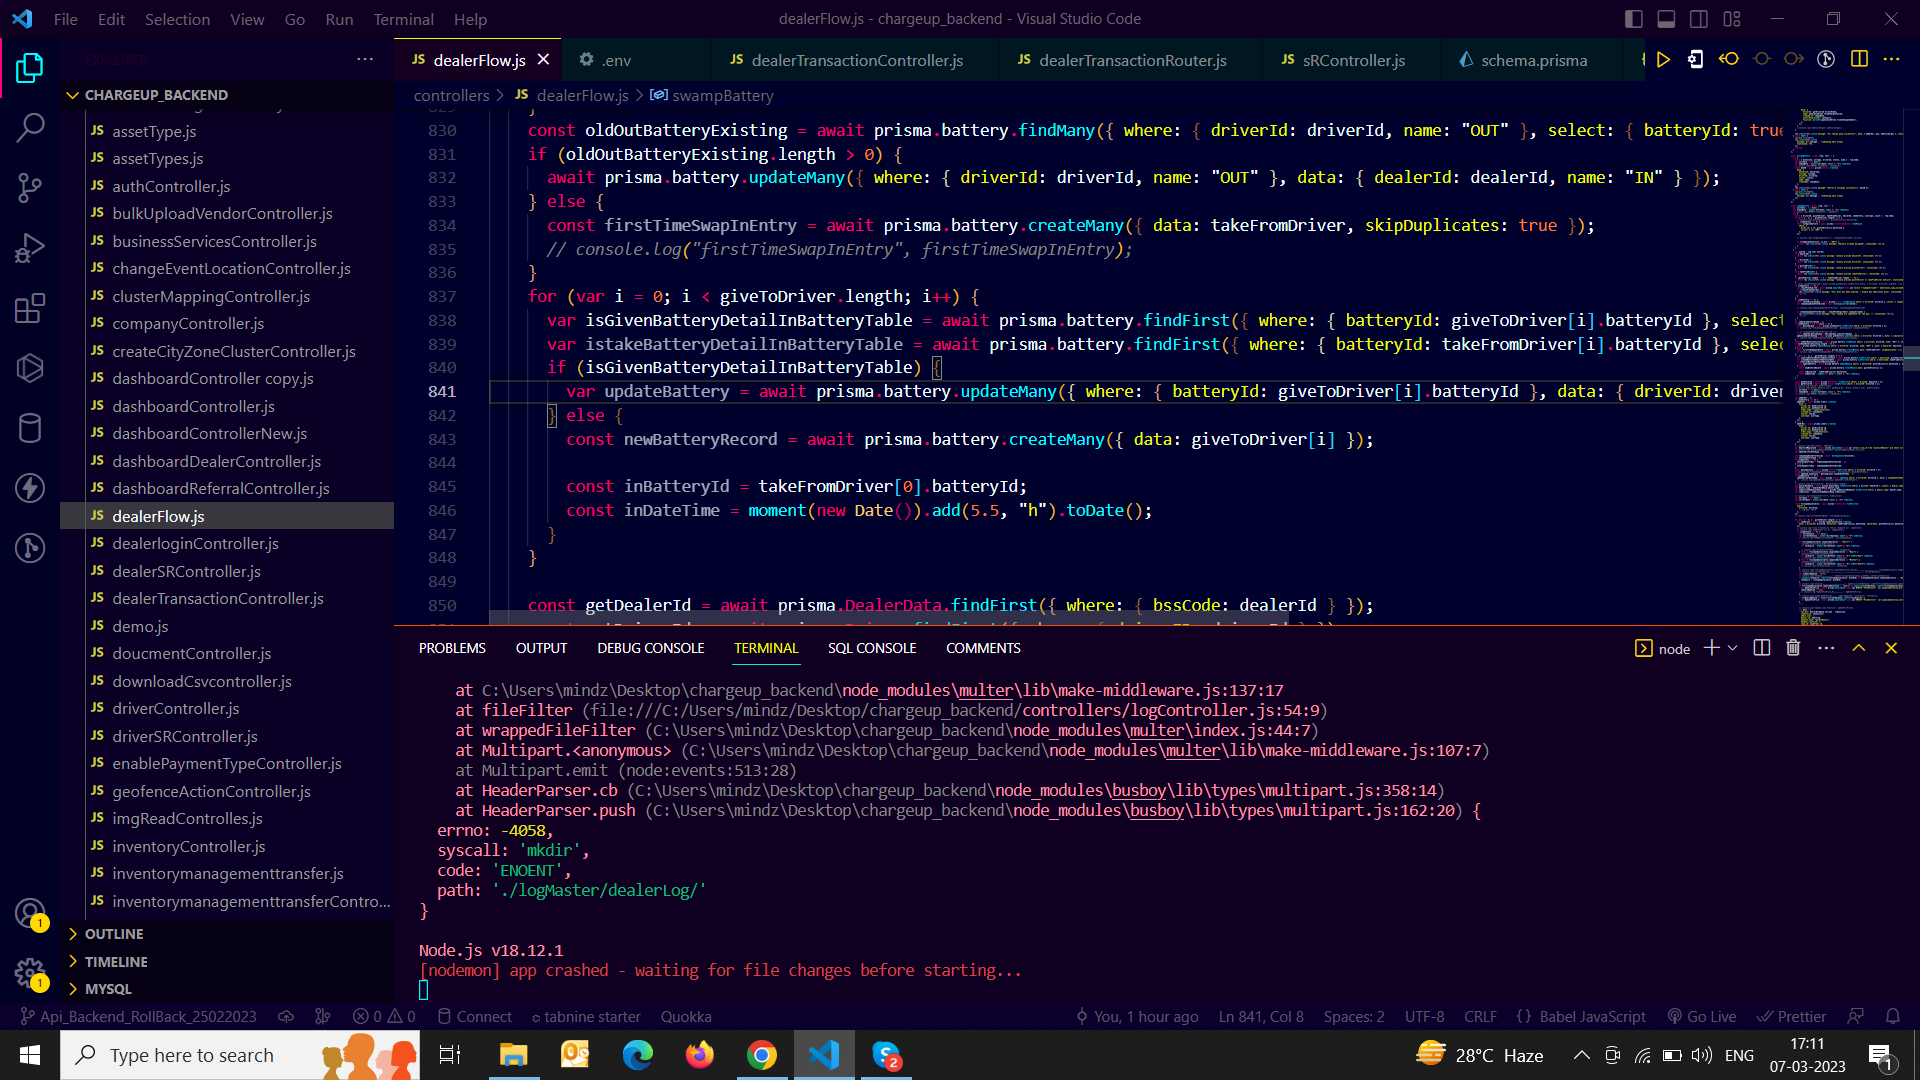 File Edit Selection View Go Run Terminal Help
dealerFlow.js - chargeup_backend - Visual Studio Code
EXPLORER
JS dealerFlow.js
.env
JS dealerTransactionController.js
JS dealerTransactionRouter.js
JS sRController.js
schema.prisma
CHARGEUP_BACKEND
JS assetType.js
JS assetTypes.js
JS authController.js
JS bulkUploadVendorController.js
JS businessServicesController.js
JS changeEventLocationController.js
JS clusterMappingController.js
JS companyController.js
JS createCityZoneClusterController.js
JS dashboardController copy.js
JS dashboardController.js
JS dashboardControllerNew.js
JS dashboardDealerController.js
JS dashboardReferralController.js
JS dealerFlow.js
JS dealerloginController.js
JS dealerSRController.js
JS dealerTransactionController.js
JS demo.js
JS doucmentController.js
JS downloadCsvcontroller.js
JS driverController.js
JS driverSRController.js
JS enablePaymentTypeController.js
JS geofenceActionController.js
JS imgReadControlles.js
JS inventoryController.js
JS inventorymanagementtransfer.js
JS inventorymanagementtransferContro...
OUTLINE
TIMELINE
MYSQL
1
1
controllers > JS dealerFlow.js > swampBattery
830 const oldOutBatteryExisting = await prisma.battery.findMany({ where: { driverId: driverId, name: "OUT" }, select: { batteryId: true
831 if (oldOutBatteryExisting.length > 0) {
832 await prisma.battery.updateMany({ where: { driverId: driverId, name: "OUT" }, data: { dealerId: dealerId, name: "IN" } });
833 } else {
834 const firstTimeSwapInEntry = await prisma.battery.createMany({ data: takeFromDriver, skipDuplicates: true });
835 // console.log("firstTimeSwapInEntry", firstTimeSwapInEntry);
836 }
837 for (var i = 0; i < giveToDriver.length; i++) {
838 var isGivenBatteryDetailInBatteryTable = await prisma.battery.findFirst({ where: { batteryId: giveToDriver[i].batteryId }, selec
839 var istakeBatteryDetailInBatteryTable = await prisma.battery.findFirst({ where: { batteryId: takeFromDriver[i].batteryId }, selec
840 if (isGivenBatteryDetailInBatteryTable) {
841 var updateBattery = await prisma.battery.updateMany({ where: { batteryId: giveToDriver[i].batteryId }, data: { driverId: driver
842 } else {
843 const newBatteryRecord = await prisma.battery.createMany({ data: giveToDriver[i] });
844
845 const inBatteryId = takeFromDriver[0].batteryId;
846 const inDateTime = moment(new Date()).add(5.5, "h").toDate();
847 }
848 }
849
850 const getDealerId = await prisma.DealerData.findFirst({ where: { bssCode: dealerId } });
PROBLEMS OUTPUT DEBUG CONSOLE TERMINAL SQL CONSOLE COMMENTS
node
at C:\Users\mindz\Desktop\chargeup_backend\node_modules\multer\lib\make-middleware.js:137:17
at fileFilter (file:///C:/Users/mindz/Desktop/chargeup_backend/controllers/logController.js:54:9)
at wrappedFileFilter (C:\Users\mindz\Desktop\chargeup_backend\node_modules\multer\index.js:44:7)
at Multipart.<anonymous> (C:\Users\mindz\Desktop\chargeup_backend\node_modules\multer\lib\make-middleware.js:107:7)
at Multipart.emit (node:events:513:28)
at HeaderParser.cb (C:\Users\mindz\Desktop\chargeup_backend\node_modules\busboy\lib\types\multipart.js:358:14)
at HeaderParser.push (C:\Users\mindz\Desktop\chargeup_backend\node_modules\busboy\lib\types\multipart.js:162:20) {
errno: -4058,
syscall: 'mkdir',
code: 'ENOENT',
path: './logMaster/dealerLog/'
}
Node.js v18.12.1
[nodemon] app crashed - waiting for file changes before starting...
Api_Backend_RollBack_25022023 0 0 Connect tabnine starter Quokka You, 1 hour ago Ln 841, Col 8 Spaces: 2 UTF-8 CRLF {} Babel JavaScript Go Live Prettier
Type here to search
2
28°C Haze
ENG
17:11
07-03-2023
1